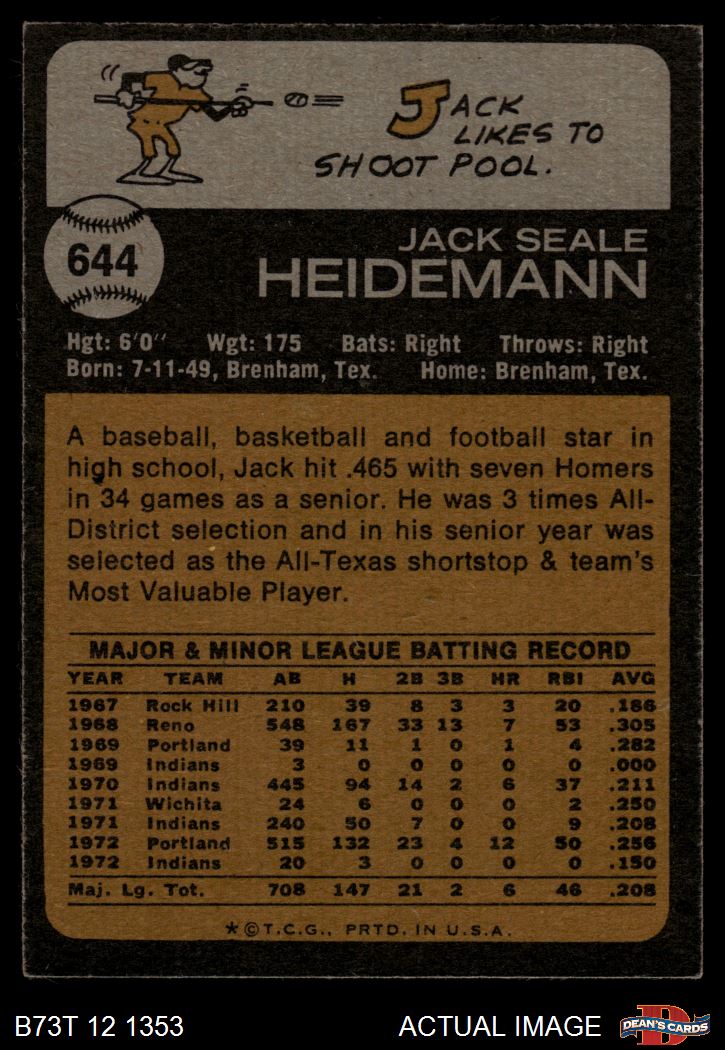 JACK
LIKES TO
SHOOT POOL.
644
JACK SEALE
HEIDEMANN
Hgt: 6'0" Wgt: 175 Bats: Right Throws: Right
Born: 7-11-49, Brenham, Tex. Home: Brenham, Tex.
A baseball, basketball and football star in
high school, Jack hit .465 with seven Homers
in 34 games as a senior. He was 3 times All-
District selection and in his senior year was
selected as the All-Texas shortstop & team's
Most Valuable Player.
MAJOR & MINOR LEAGUE BATTING RECORD
YEAR TEAM AB H 2B 3B HR RBI AVG
1967 Rock Hill 210 39 8 3 3 20 .186
1968 Reno 548 167 33 13 7 53 .305
1969 Portland 39 11 1 0 1 4 .282
1969 Indians 3 0 0 0 0 0 .000
1970 Indians 445 94 14 2 6 37 .211
1971 Wichita 24 6 0 0 0 2 .250
1971 Indians 240 50 7 0 0 9 .208
1972 Portland 515 132 23 4 12 50 .256
1972 Indians 20 3 0 0 0 0 .150
Maj. Lg. Tot. 708 147 21 2 6 46 .208
*©T.C.G., PRTD. IN U.S.A.
B73T 12 1353 ACTUAL IMAGE D DEAN'S CARDS